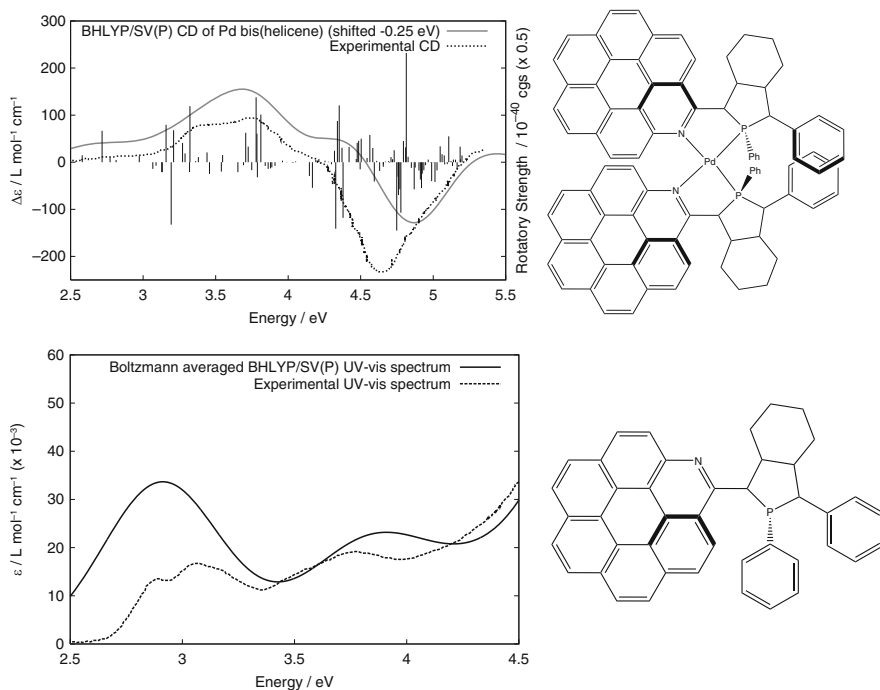 BHLYP/SV(P) CD of Pd bis(helicene) (shifted -0.25 eV)
Experimental CD
300
200
100
0
−100
−200
Δε / L mol⁻¹ cm⁻¹
Rotatory Strength / 10⁻⁴⁰ cgs (x 0.5)
2.5 3 3.5 4 4.5 5 5.5
Energy / eV
N
P
Ph
Pd
Ph
N
P
Boltzmann averaged BHLYP/SV(P) UV-vis spectrum
Experimental UV-vis spectrum
60
50
40
30
20
10
0
ε / L mol⁻¹ cm⁻¹ (x 10⁻³)
2.5 3 3.5 4 4.5
Energy / eV
N
P